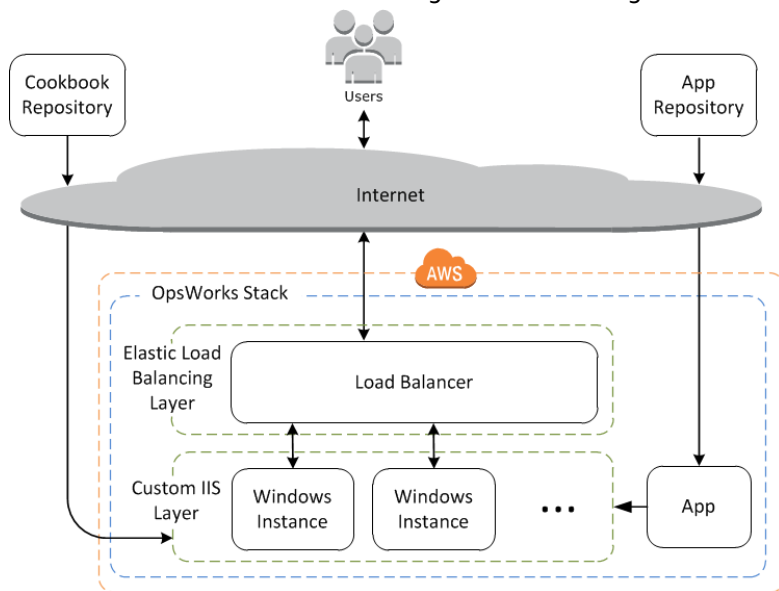 Users
Cookbook
Repository
App
Repository
Internet
AWS
OpsWorks Stack
Elastic Load
Balancing
Layer
Load Balancer
Custom IIS
Layer
Windows
Instance
Windows
Instance
...
App